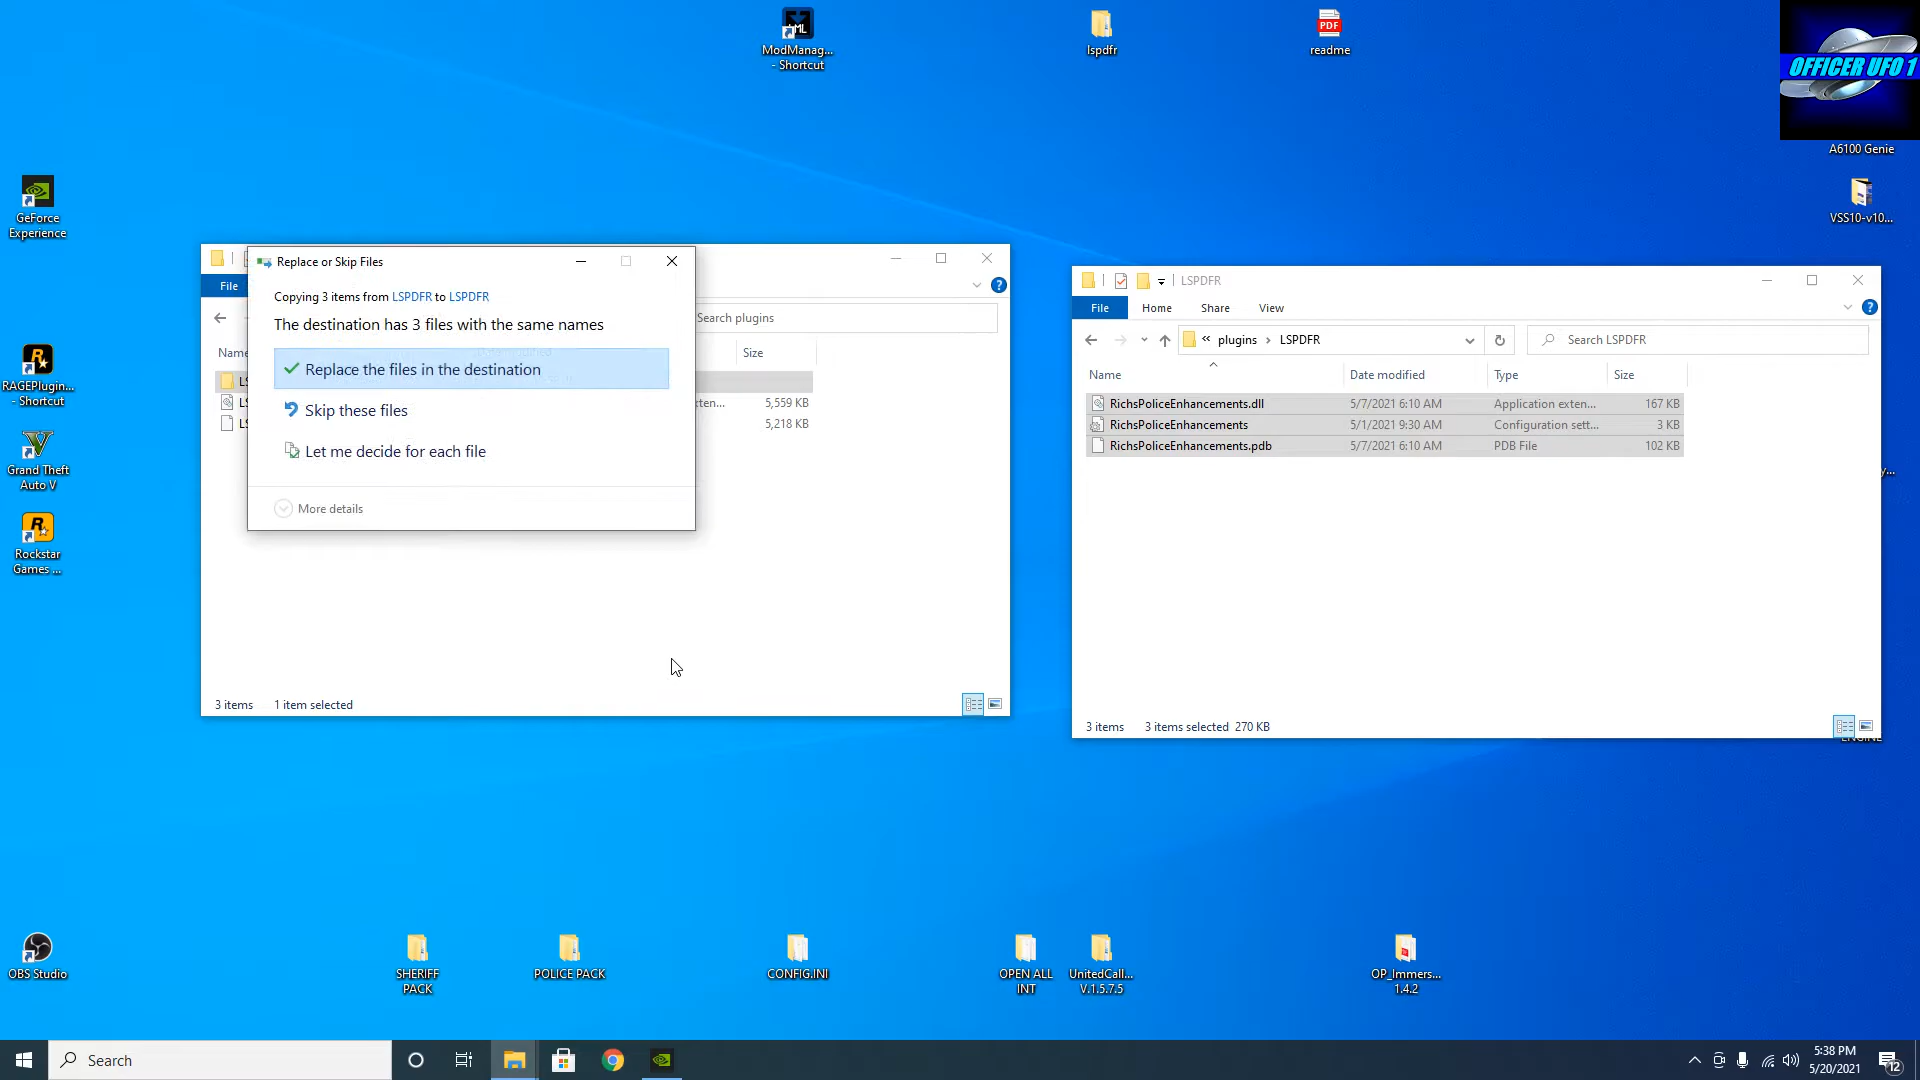 ModManag...
- Shortcut
lspdfr
readme
PDF
OFFICER UFO 1
A6100 Genie
VSS10-v10...
GeForce
Experience
RAGEPlugin...
- Shortcut
Grand Theft
Auto V
Rockstar
Games ...
Replace or Skip Files
Copying 3 items from LSPDFR to LSPDFR
The destination has 3 files with the same names
Replace the files in the destination
Skip these files
Let me decide for each file
More details
File
Search plugins
Name
Size
LS
LS
xten...
5,559 KB
LS
5,218 KB
3 items
1 item selected
LSPDFR
File
Home
Share
View
« plugins > LSPDFR
Search LSPDFR
Name
Date modified
Type
Size
RichsPoliceEnhancements.dll
5/7/2021 6:10 AM
Application exten...
167 KB
RichsPoliceEnhancements
5/1/2021 9:30 AM
Configuration sett...
3 KB
RichsPoliceEnhancements.pdb
5/7/2021 6:10 AM
PDB File
102 KB
3 items
3 items selected 270 KB
ENGINE
OBS Studio
SHERIFF
PACK
POLICE PACK
CONFIG.INI
OPEN ALL
INT
UnitedCall...
V.1.5.7.5
OP_Immers...
1.4.2
Search
5:38 PM
5/20/2021
12